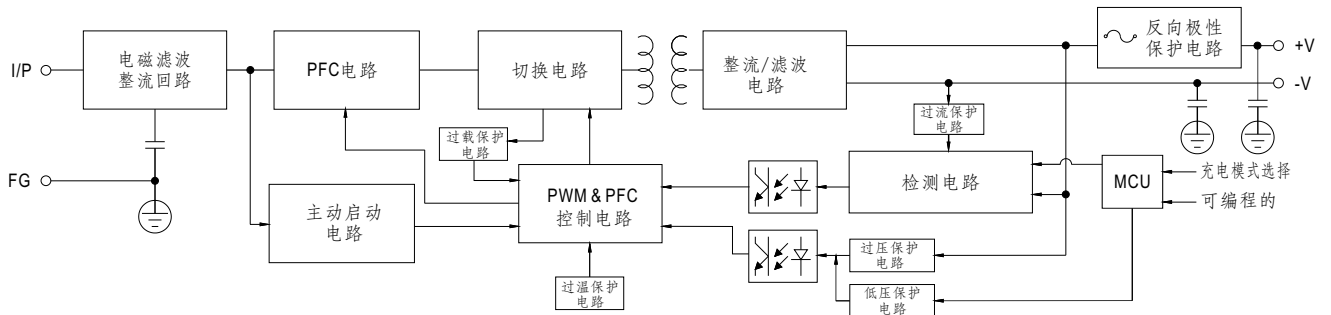 I/P
电磁滤波
整流回路
PFC电路
切换电路
整流/滤波
电路
反向极性
保护电路
+V
-V
过载保护
电路
过流保护
电路
FG
主动启动
电路
PWM & PFC
控制电路
检测电路
MCU
充电模式选择
可编程的
过温保护
电路
过压保护
电路
低压保护
电路